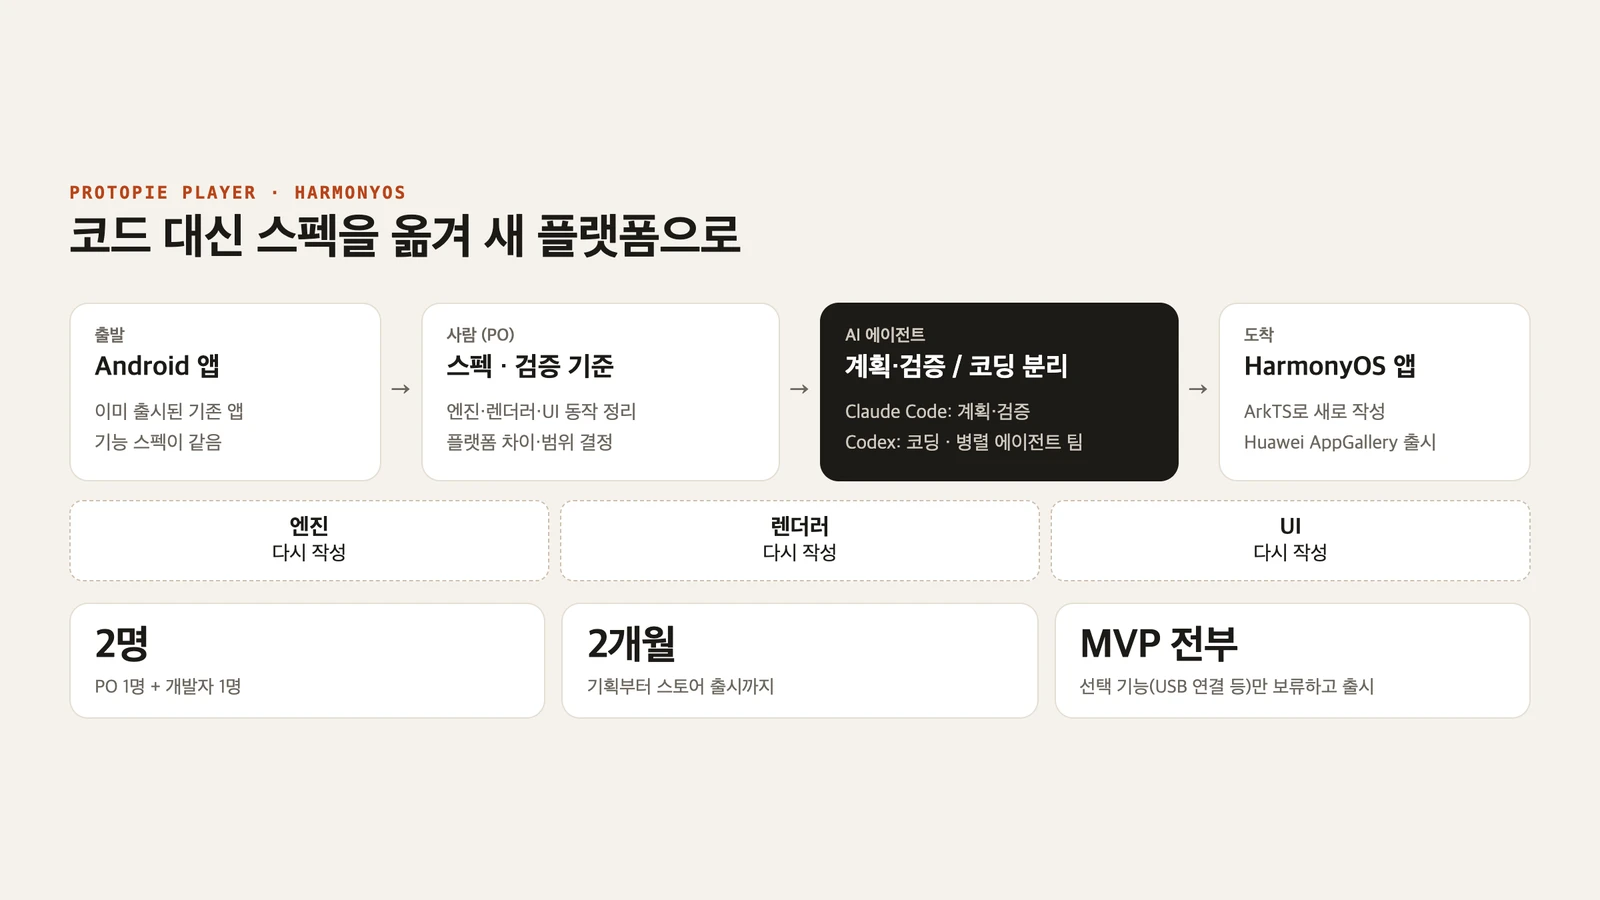 PROTOPIE PLAYER · HARMONYOS
코드 대신 스펙을 옮겨 새 플랫폼으로
출발
Android 앱
이미 출시된 기존 앱
기능 스펙이 같음
→
사람 (PO)
스펙 · 검증 기준
엔진·렌더러·UI 동작 정리
플랫폼 차이·범위 결정
→
AI 에이전트
계획·검증 / 코딩 분리
Claude Code: 계획·검증
Codex: 코딩 · 병렬 에이전트 팀
→
도착
HarmonyOS 앱
ArkTS로 새로 작성
Huawei AppGallery 출시
엔진
다시 작성
렌더러
다시 작성
UI
다시 작성
2명
PO 1명 + 개발자 1명
2개월
기획부터 스토어 출시까지
MVP 전부
선택 기능(USB 연결 등)만 보류하고 출시